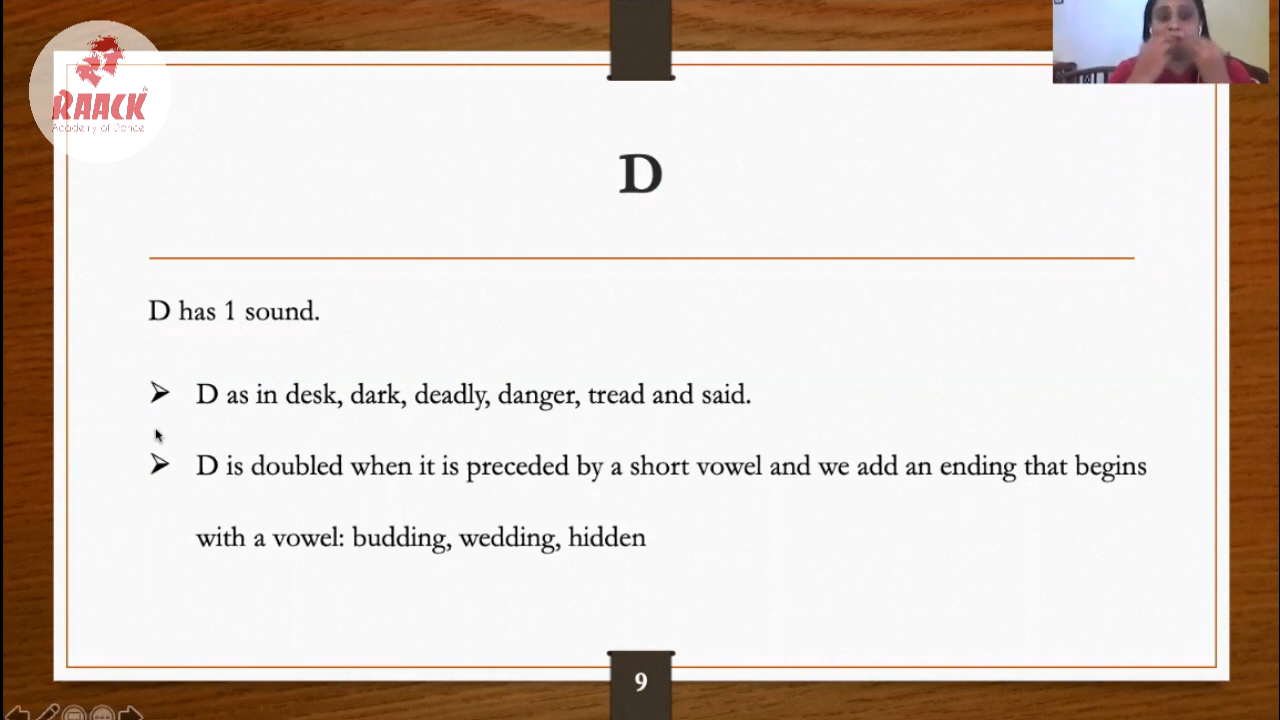 RAACK
Academy of Dance
D
D has 1 sound.
D as in desk, dark, deadly, danger, tread and said.
D is doubled when it is preceded by a short vowel and we add an ending that begins
with a vowel: budding, wedding, hidden
9